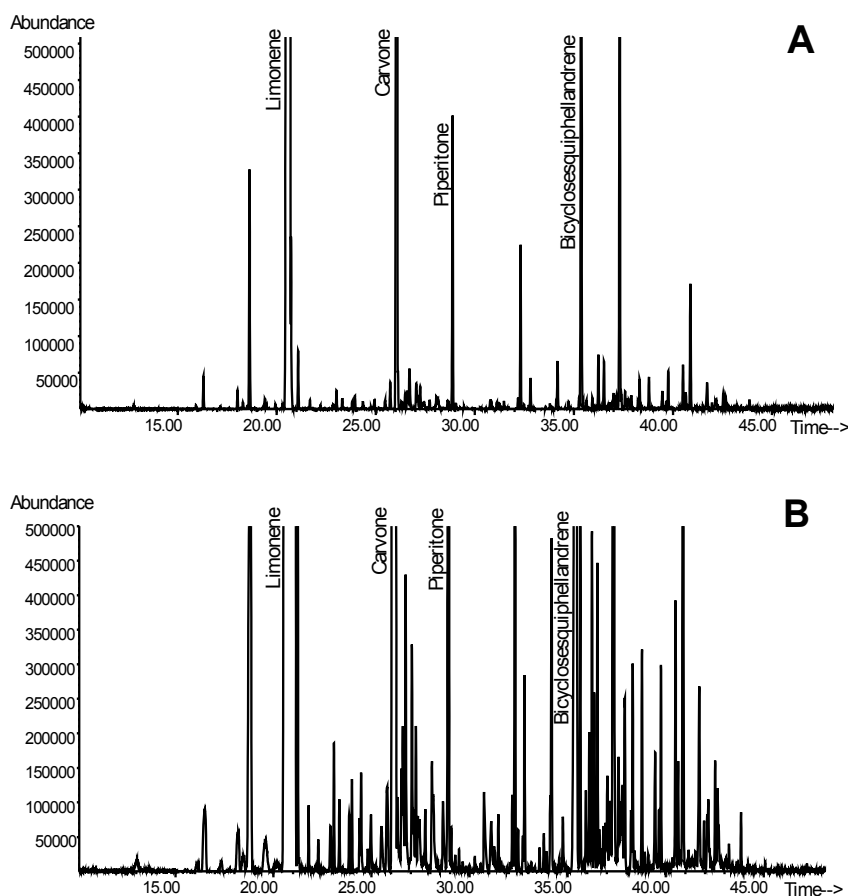 Abundance
A
500000
450000
400000
350000
300000
250000
200000
150000
100000
50000
Limonene
Carvone
Piperitone
Bicyclosesquiphellandrene
15.00 20.00 25.00 30.00 35.00 40.00 45.00 Time-->
Abundance
B
500000
450000
400000
350000
300000
250000
200000
150000
100000
50000
Limonene
Carvone
Piperitone
Bicyclosesquiphellandrene
15.00 20.00 25.00 30.00 35.00 40.00 45.00 Time-->